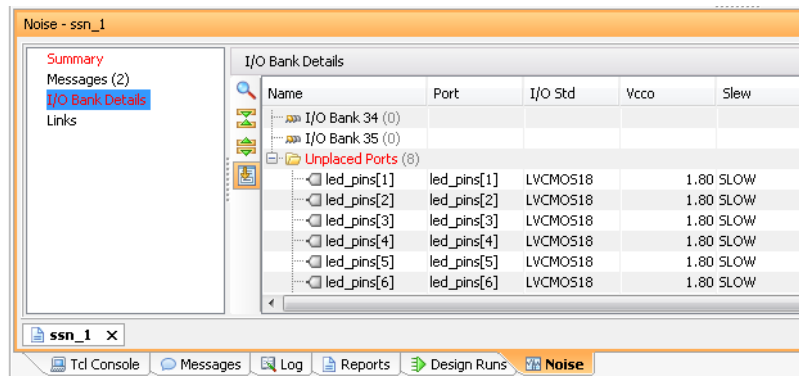 Noise - ssn_1
Summary
Messages (2)
I/O Bank Details
Links
I/O Bank Details
Name Port I/O Std Vcco Slew
I/O Bank 34 (0)
I/O Bank 35 (0)
Unplaced Ports (8)
led_pins[1] led_pins[1] LVCMOS18 1.80 SLOW
led_pins[2] led_pins[2] LVCMOS18 1.80 SLOW
led_pins[3] led_pins[3] LVCMOS18 1.80 SLOW
led_pins[4] led_pins[4] LVCMOS18 1.80 SLOW
led_pins[5] led_pins[5] LVCMOS18 1.80 SLOW
led_pins[6] led_pins[6] LVCMOS18 1.80 SLOW
ssn_1
Tcl Console Messages Log Reports Design Runs Noise